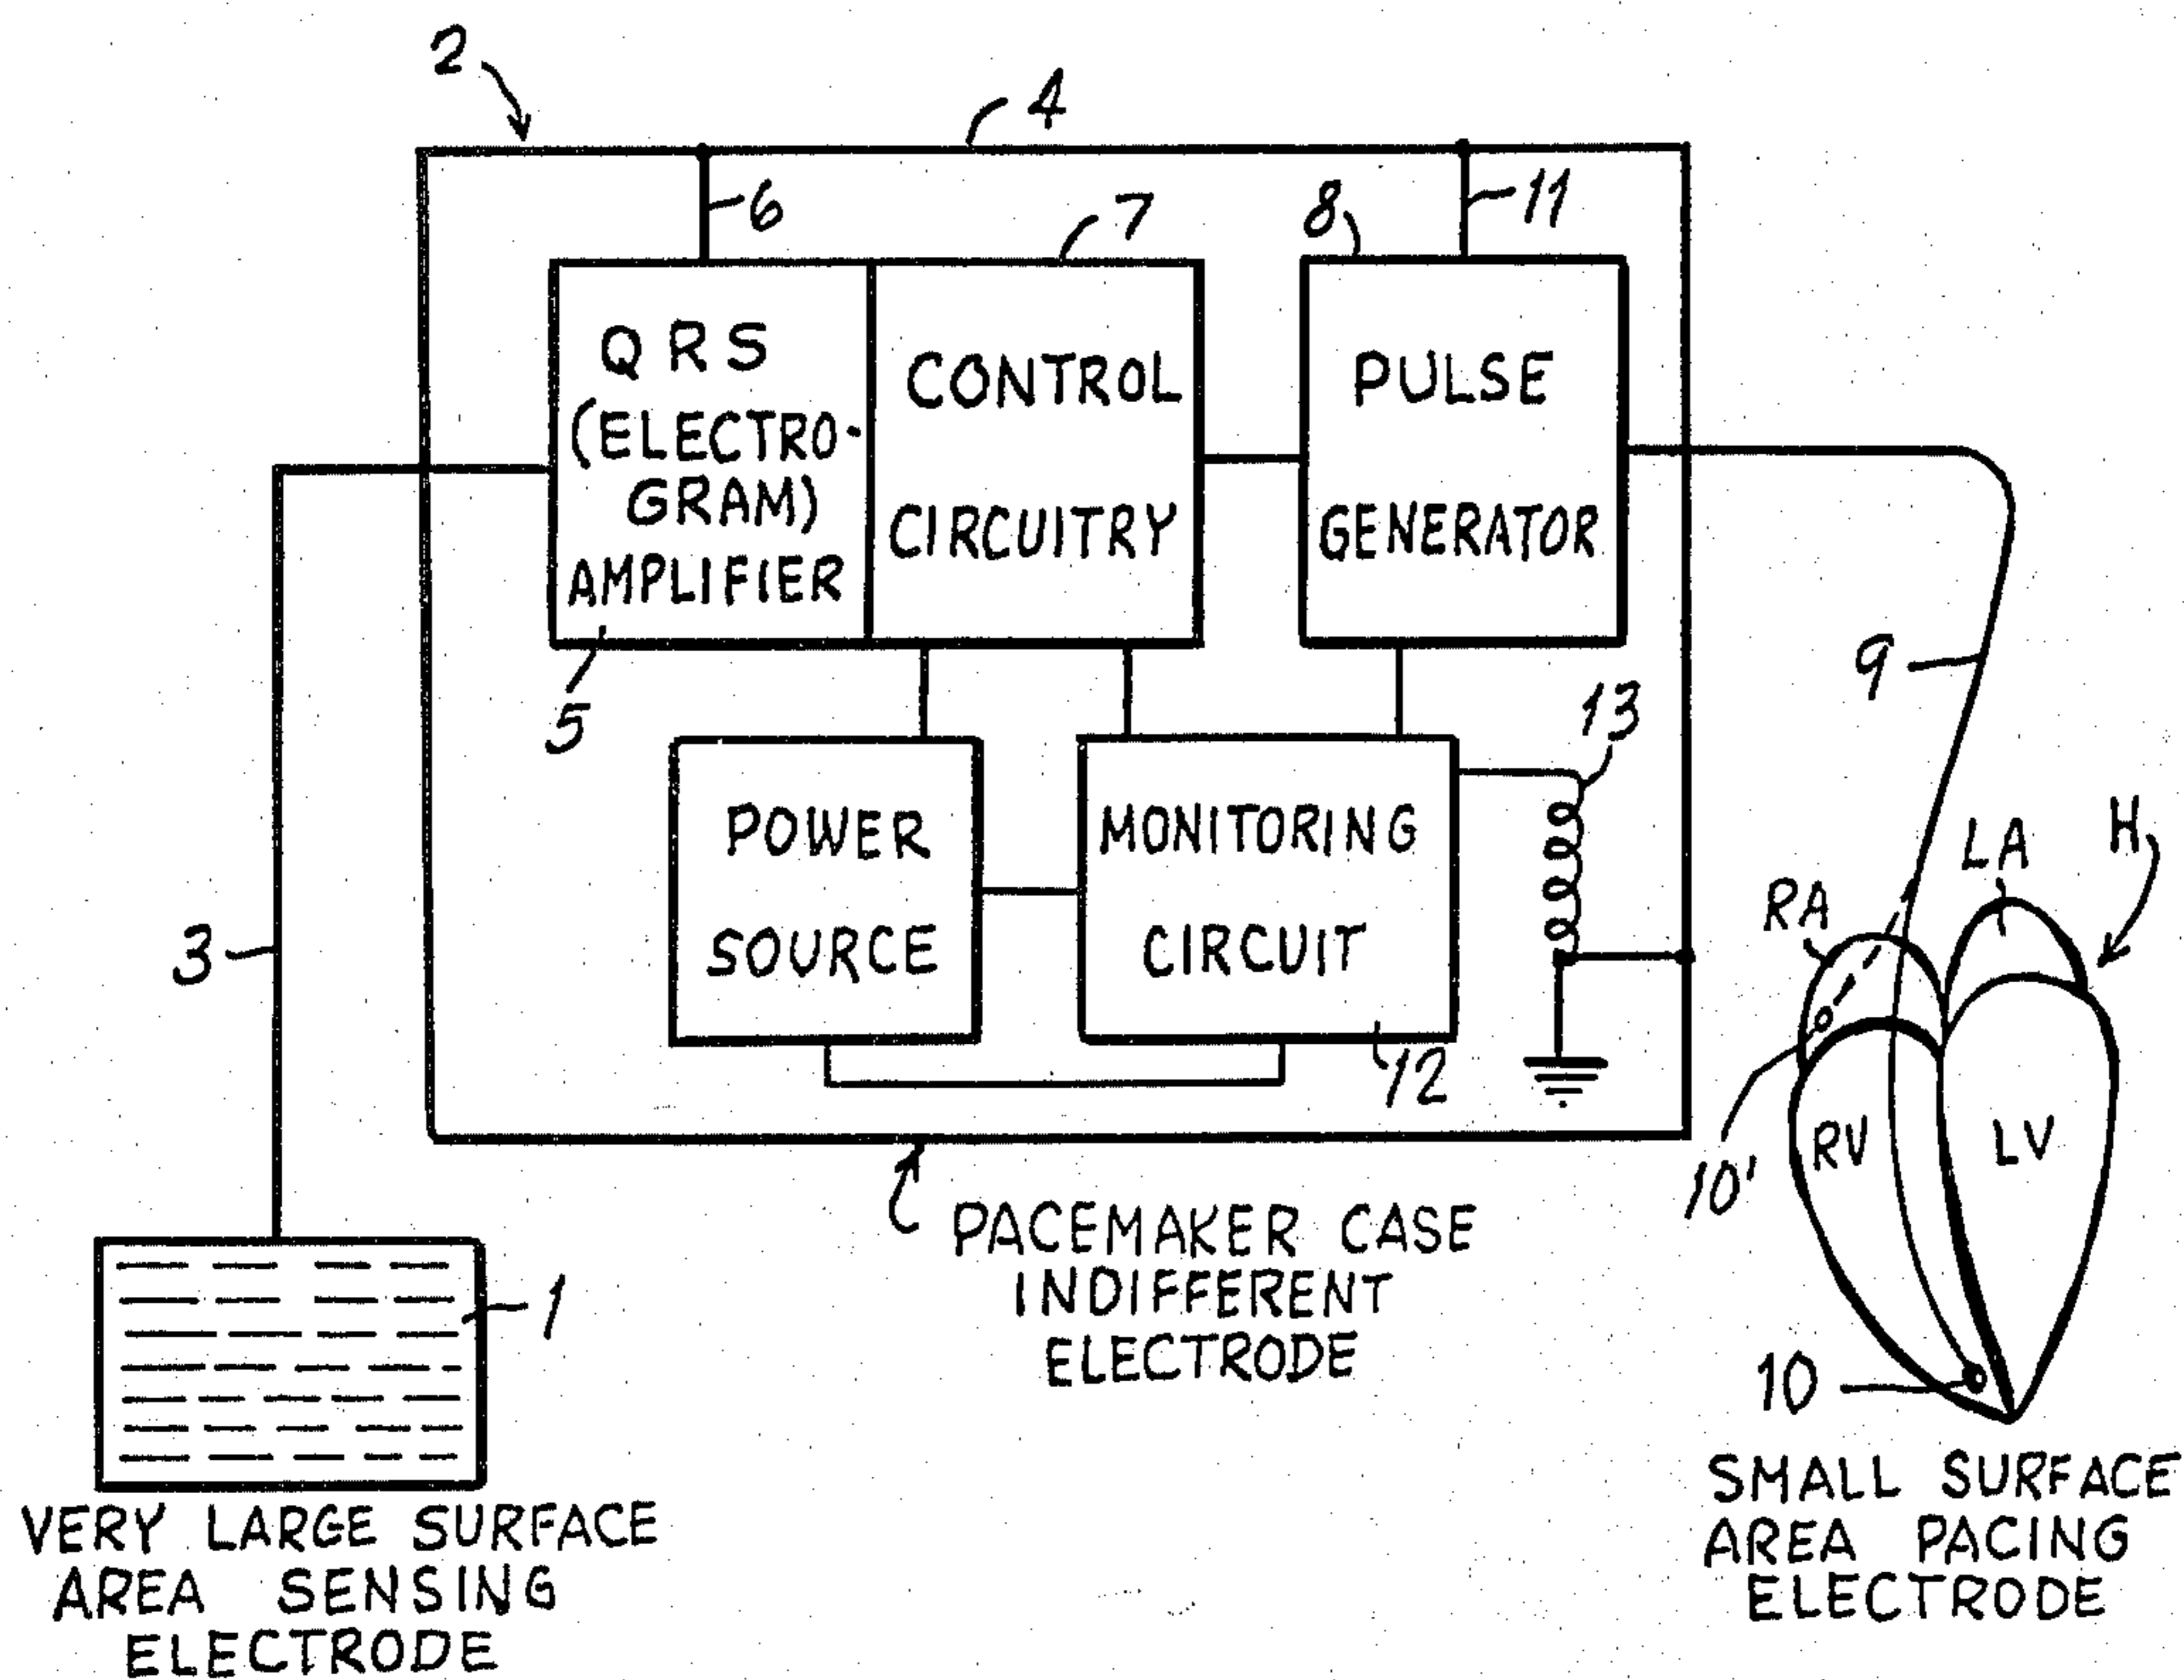 2
4
6
7
8
11
QRS
(ELECTRO-
GRAM)
AMPLIFIER
5
CONTROL
CIRCUITRY
PULSE
GENERATOR
9
3
POWER
SOURCE
MONITORING
CIRCUIT
12
13
H
LA
RA
RV
LV
10'
10
1
PACEMAKER CASE
INDIFFERENT
ELECTRODE
VERY LARGE SURFACE
AREA SENSING
ELECTRODE
SMALL SURFACE
AREA PACING
ELECTRODE